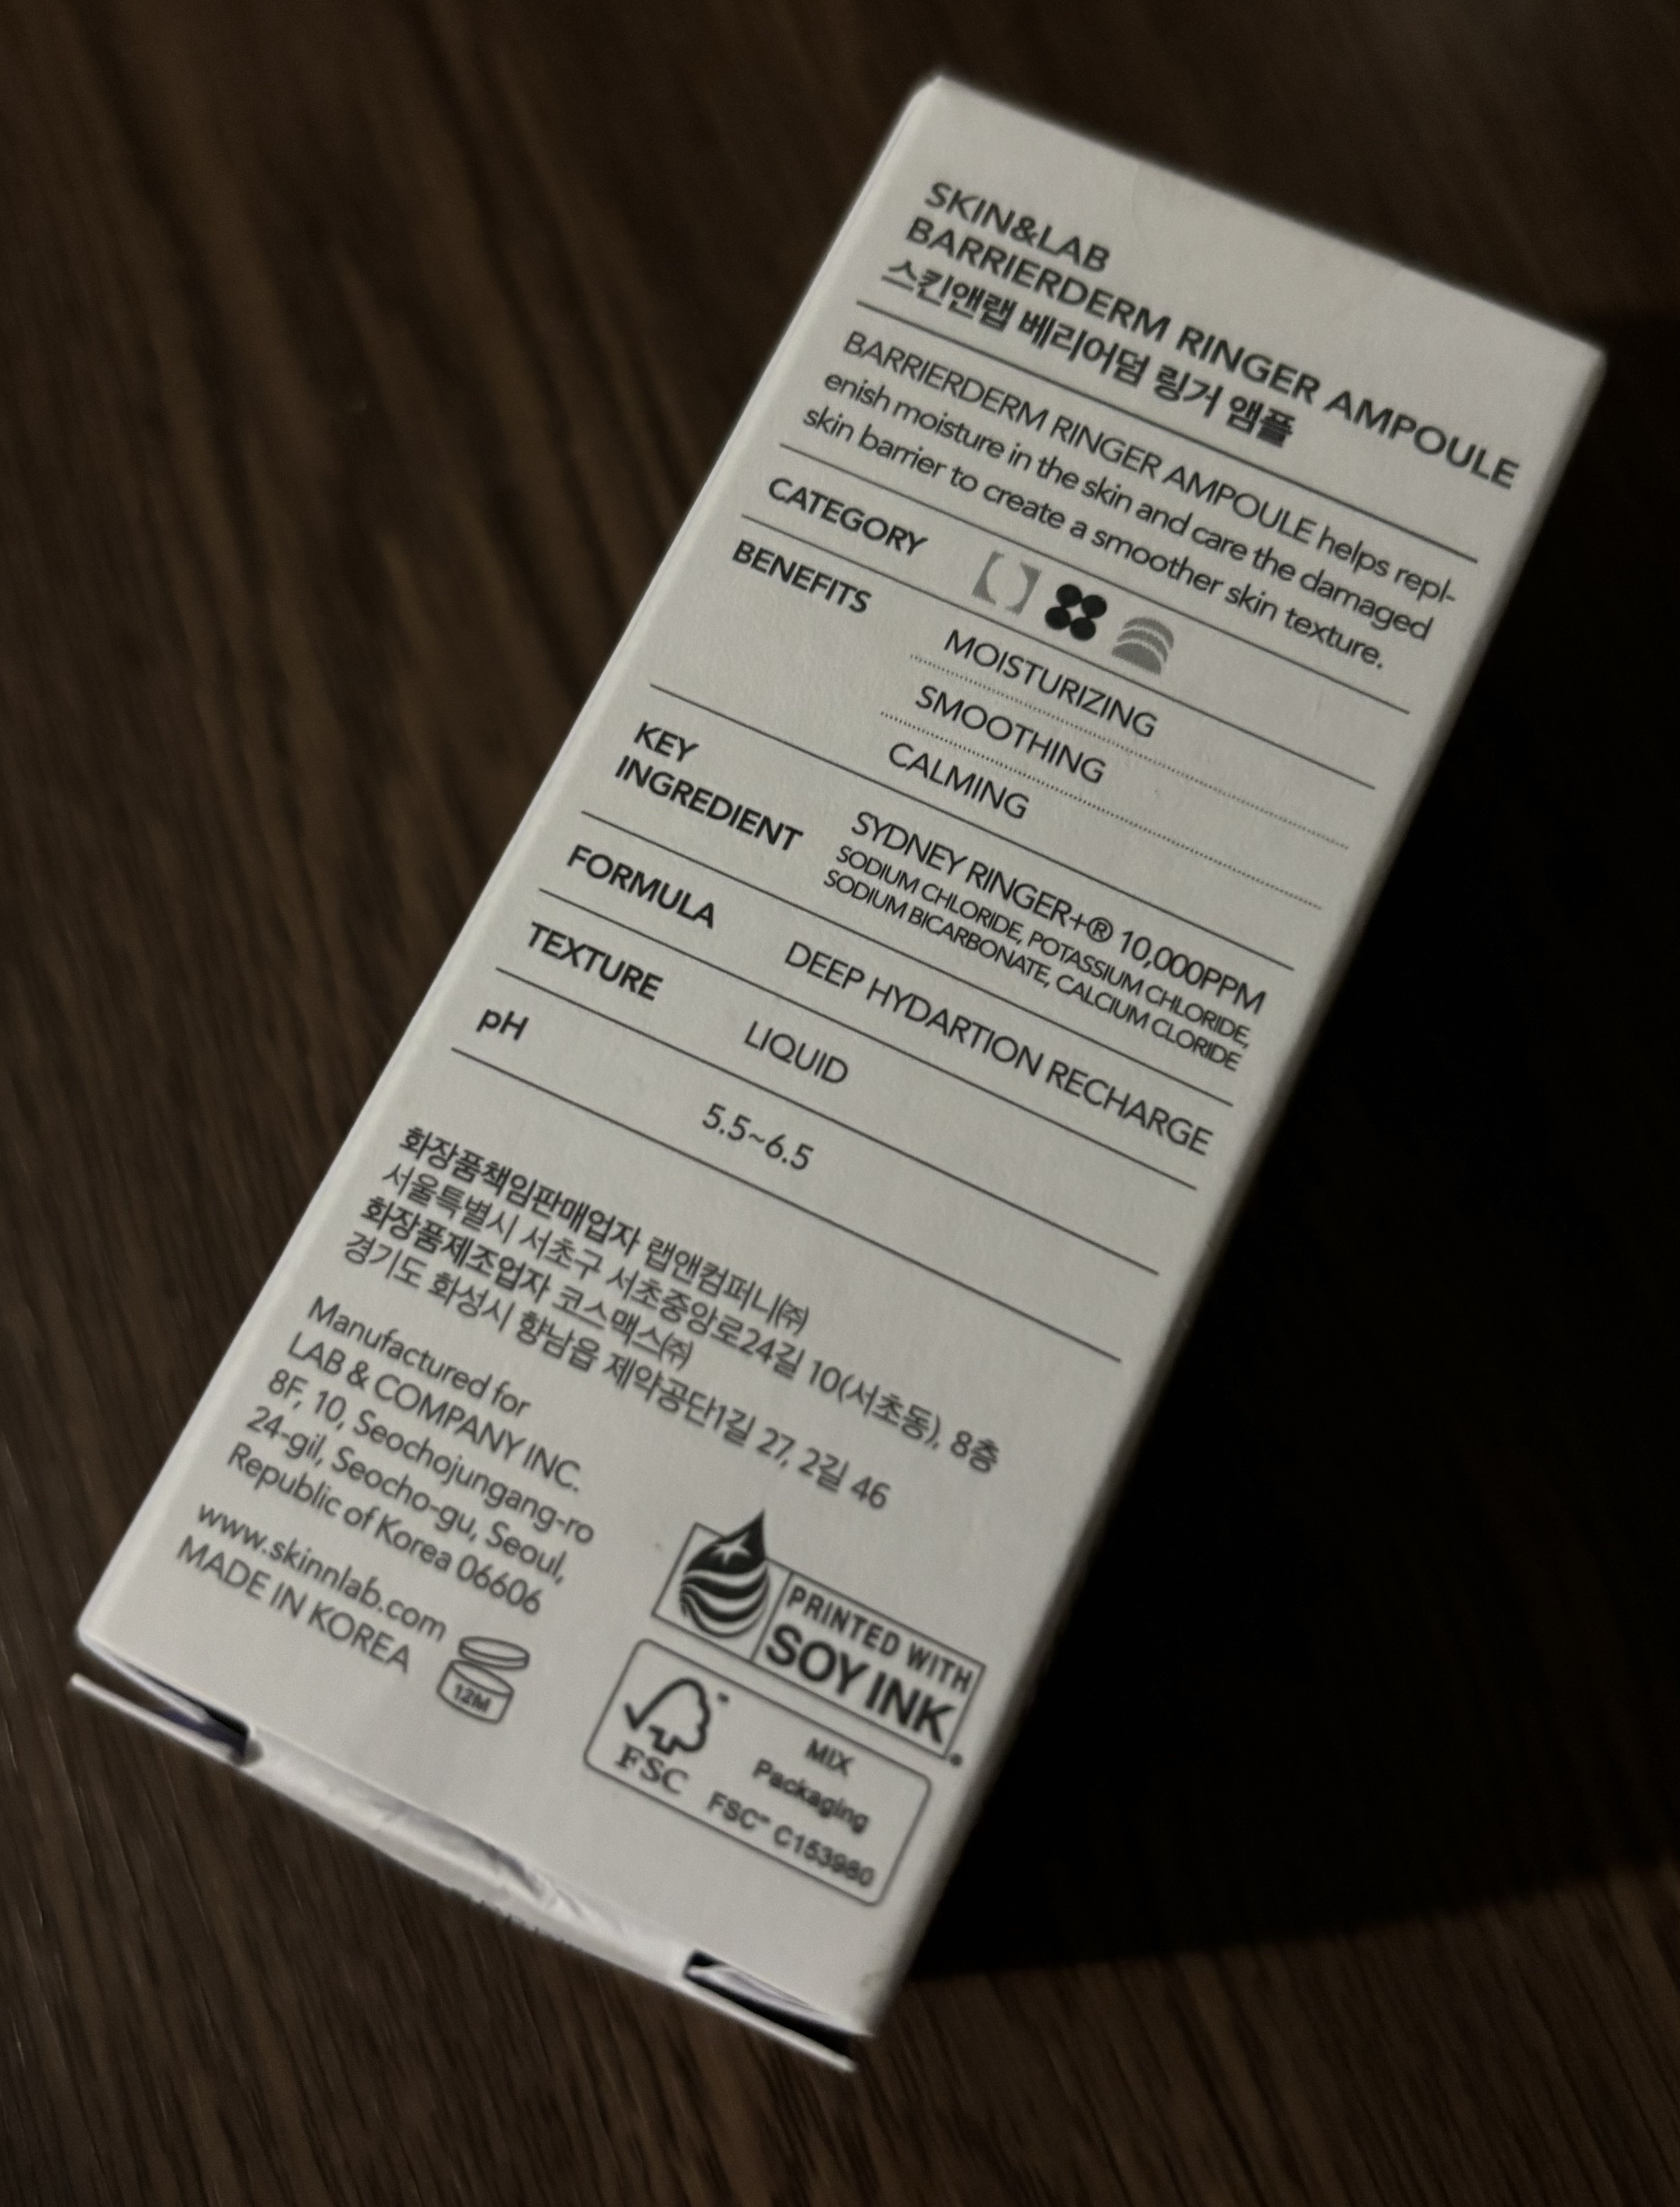 SKIN&LAB
BARRIERDERM RINGER AMPOULE
스킨앤랩 베리어덤 링거 앰플
BARRIERDERM RINGER AMPOULE helps repl-
enish moisture in the skin and care the damaged
skin barrier to create a smoother skin texture.
CATEGORY
BENEFITS
MOISTURIZING
SMOOTHING
CALMING
KEY
INGREDIENT
SYDNEY RINGER+® 10,000PPM
SODIUM CHLORIDE, POTASSIUM CHLORIDE,
SODIUM BICARBONATE, CALCIUM CLORIDE
FORMULA
DEEP HYDARTION RECHARGE
TEXTURE
LIQUID
pH
5.5~6.5
화장품책임판매업자 랩앤컴퍼니㈜
서울특별시 서초구 서초중앙로24길 10(서초동), 8층
화장품제조업자 코스맥스㈜
경기도 화성시 향남읍 제약공단1길 27, 2길 46
Manufactured for
LAB & COMPANY INC.
8F, 10, Seochojungang-ro
24-gil, Seocho-gu, Seoul,
Republic of Korea 06606
www.skinnlab.com
MADE IN KOREA
12M
PRINTED WITH
SOY INK®
FSC™
MIX
Packaging
FSC™ C153980